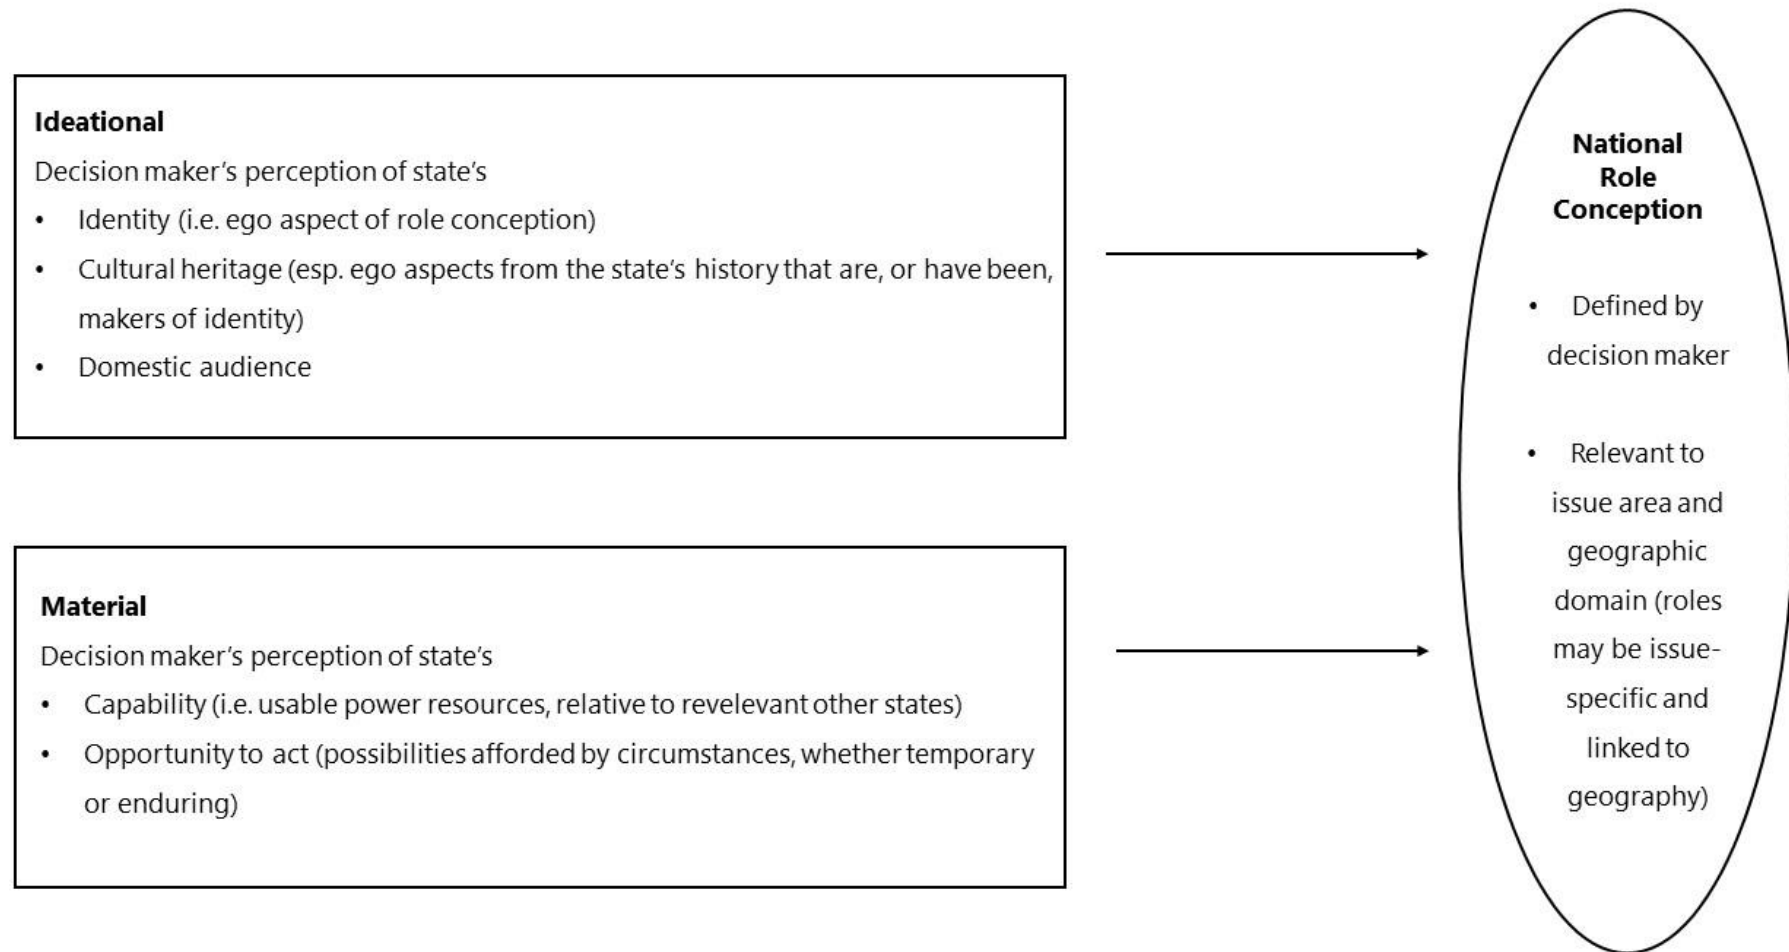 Ideational
Decision maker’s perception of state’s
• Identity (i.e. ego aspect of role conception)
• Cultural heritage (esp. ego aspects from the state’s history that are, or have been,
makers of identity)
• Domestic audience
Material
Decision maker’s perception of state’s
• Capability (i.e. usable power resources, relative to revelevant other states)
• Opportunity to act (possibilities afforded by circumstances, whether temporary
or enduring)
National
Role
Conception
• Defined by
decision maker
• Relevant to
issue area and
geographic
domain (roles
may be issue-
specific and
linked to
geography)